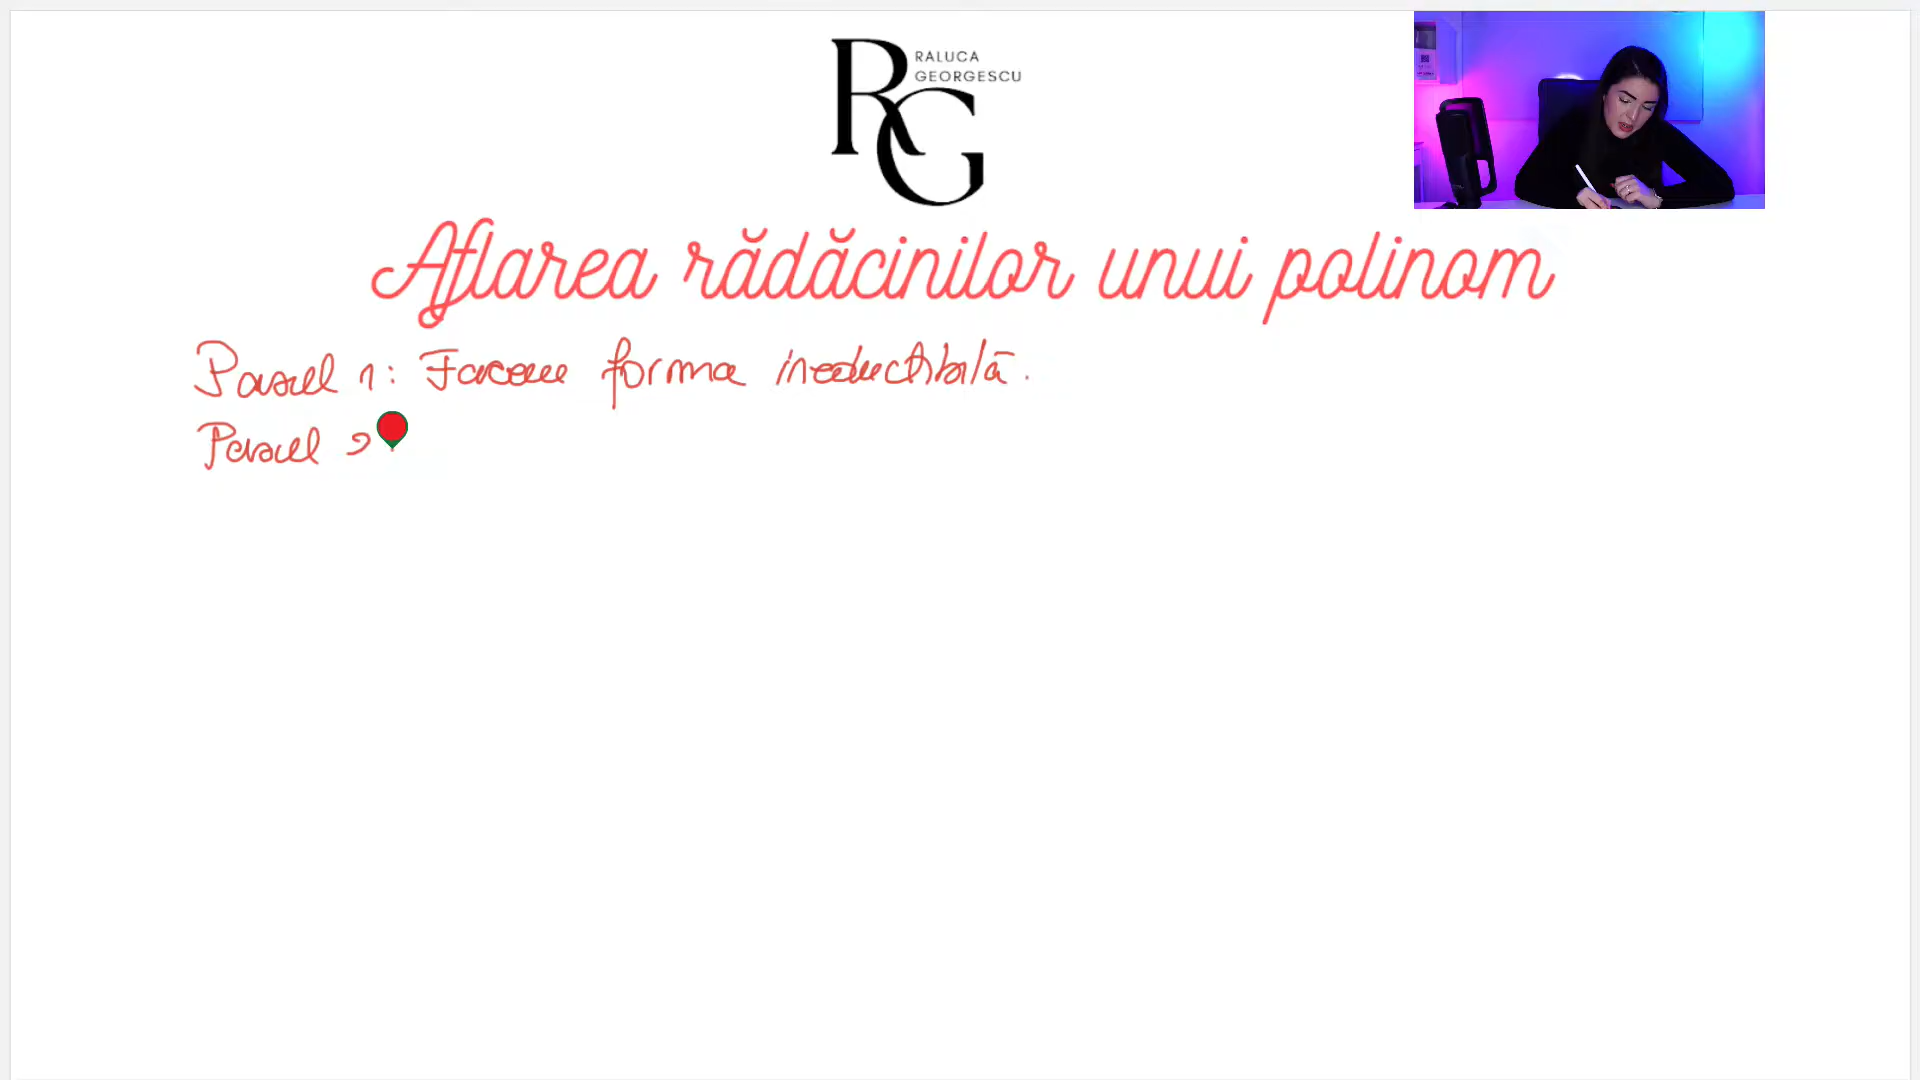 RALUCA
GEORGESCU
RG
Aflarea rădăcinilor unui polinom
Pasul 1: Facem forma ireductibilă.
Pasul 2